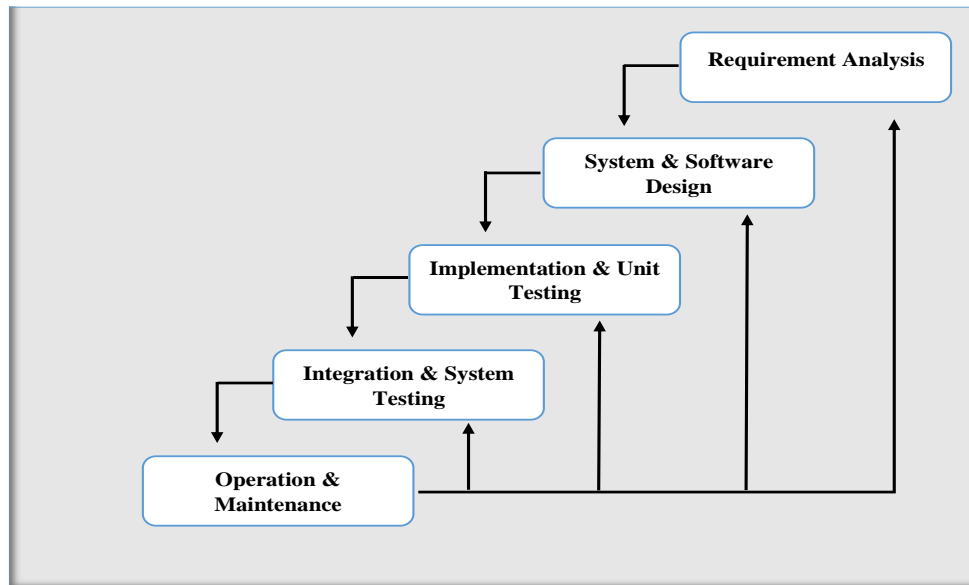 Requirement Analysis
System & Software
Design
Implementation & Unit
Testing
Integration & System
Testing
Operation &
Maintenance